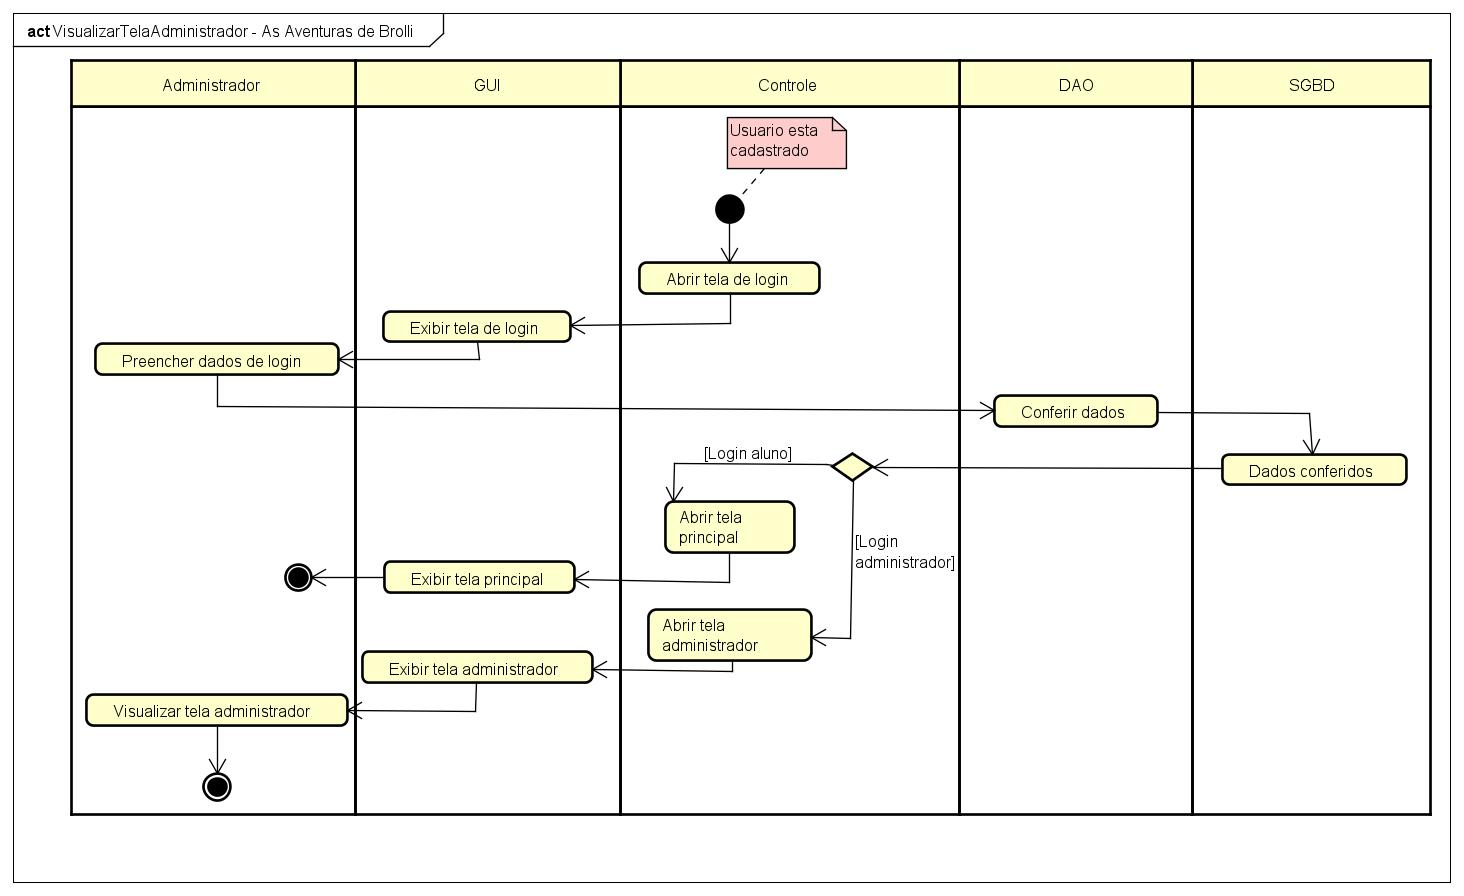 act VisualizarTelaAdministrador - As Aventuras de Brolli
Administrador
GUI
Controle
DAO
SGBD
Usuario esta
cadastrado
Abrir tela de login
Exibir tela de login
Preencher dados de login
Conferir dados
[Login aluno]
Dados conferidos
Abrir tela
principal
[Login
administrador]
Exibir tela principal
Abrir tela
administrador
Exibir tela administrador
Visualizar tela administrador